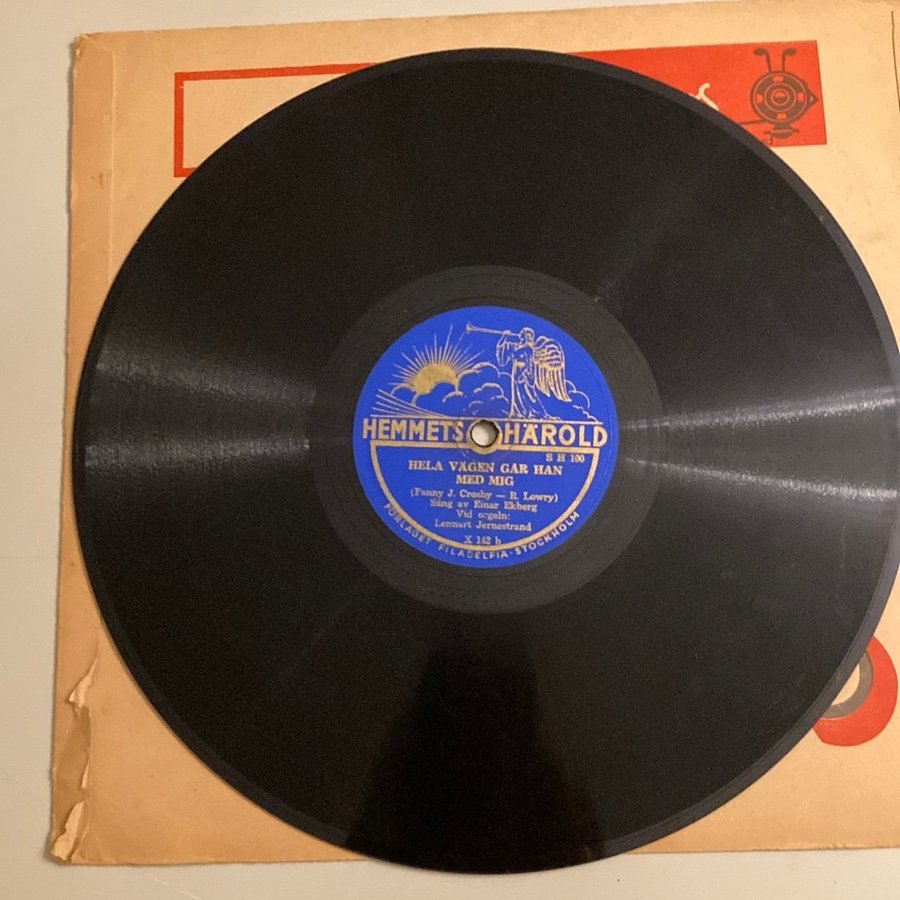 HEMMETS HÄROLD
S H 100
HELA VÄGEN GÅR HAN
MED MIG
(Fanny J. Crosby — R. Lowry)
Sång av Einar Ekberg
Vid orgeln:
Lennart Jernestrand
X 142 b
FÖRLAGET FILADELFIA - STOCKHOLM